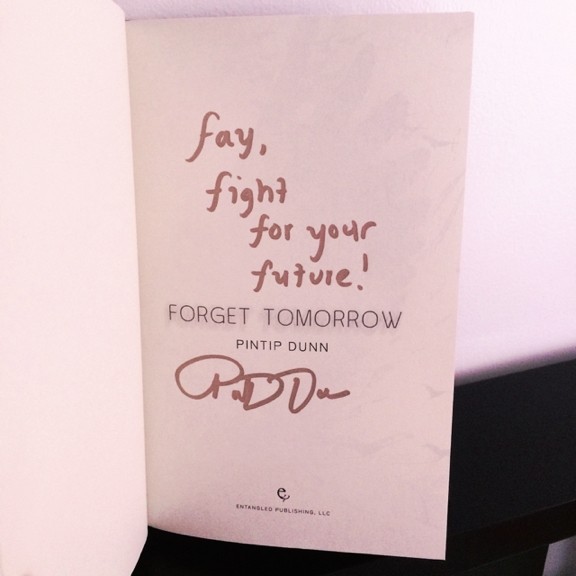 fay,
fight
for your
future!
FORGET TOMORROW
PINTIP DUNN
e
ENTANGLED PUBLISHING, LLC